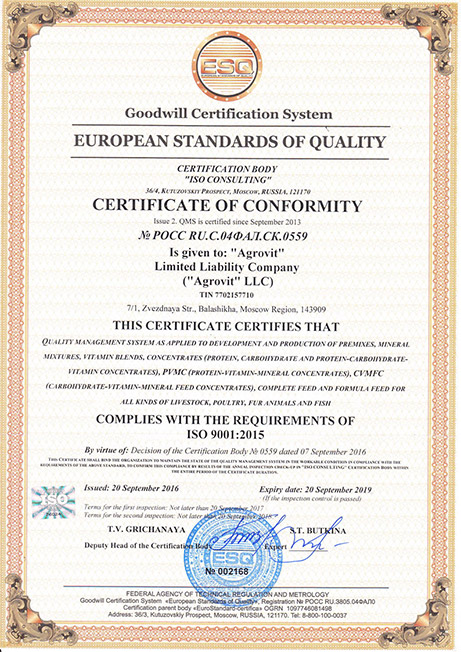 ESQ
EUROPEAN STANDARDS OF QUALITY
Goodwill Certification System
EUROPEAN STANDARDS OF QUALITY
CERTIFICATION BODY
"ISO CONSULTING"
36/4, KUTUZOVSKIY PROSPECT, MOSCOW, RUSSIA, 121170
CERTIFICATE OF CONFORMITY
Issue 2. QMS is certified since September 2013
№ РОСС RU.C.04ФАЛ.СК.0559
Is given to: "Agrovit"
Limited Liability Company
("Agrovit" LLC)
TIN 7702157710
7/1, Zvezdnaya Str., Balashikha, Moscow Region, 143909
THIS CERTIFICATE CERTIFIES THAT
QUALITY MANAGEMENT SYSTEM AS APPLIED TO DEVELOPMENT AND PRODUCTION OF PREMIXES, MINERAL
MIXTURES, VITAMIN BLENDS, CONCENTRATES (PROTEIN, CARBOHYDRATE AND PROTEIN-CARBOHYDRATE-
VITAMIN CONCENTRATES), PVMC (PROTEIN-VITAMIN-MINERAL CONCENTRATES), CVMFC
(CARBOHYDRATE-VITAMIN-MINERAL FEED CONCENTRATES), COMPLETE FEED AND FORMULA FEED FOR
ALL KINDS OF LIVESTOCK, POULTRY, FUR ANIMALS AND FISH
COMPLIES WITH THE REQUIREMENTS OF
ISO 9001:2015
By virtue of: Decision of the Certification Body № 0559 dated 07 September 2016
THIS CERTIFICATE SHALL BIND THE ORGANIZATION TO MAINTAIN THE STATE OF THE QUALITY MANAGEMENT SYSTEM IN THE WORKABLE CONDITION IN COMPLIANCE WITH THE
REQUIREMENTS OF THE ABOVE STANDARD, TO CONFIRM THIS COMPLIANCE BY RESULTS OF THE ANNUAL INSPECTION CHECK-UP IN "ISO CONSULTING" CERTIFICATION BODY WITHIN
THE ENTIRE PERIOD OF THE CERTIFICATE DURATION.
Issued: 20 September 2016
Expiry date: 20 September 2019
(If the inspection control is passed)
ISO
Terms for the first inspection: Not later than 20 September 2017
Terms for the second inspection: Not later than 20 September 2018
T.V. GRICHANAYA
S.T. BUTKINA
Deputy Head of the Certification Body
Expert
ESQ
№ 002168
FEDERAL AGENCY OF TECHNICAL REGULATION AND METROLOGY
Goodwill Certification System «European Standards of Quality», Registration № РОСС RU.3805.04ФАЛ0
Certification parent body «EuroStandard-certifica» OGRN 1097746081498
Address: 36/3, Kutuzovskiy Prospect, Moscow, RUSSIA, 121170. Tel: 8-800-100-0037